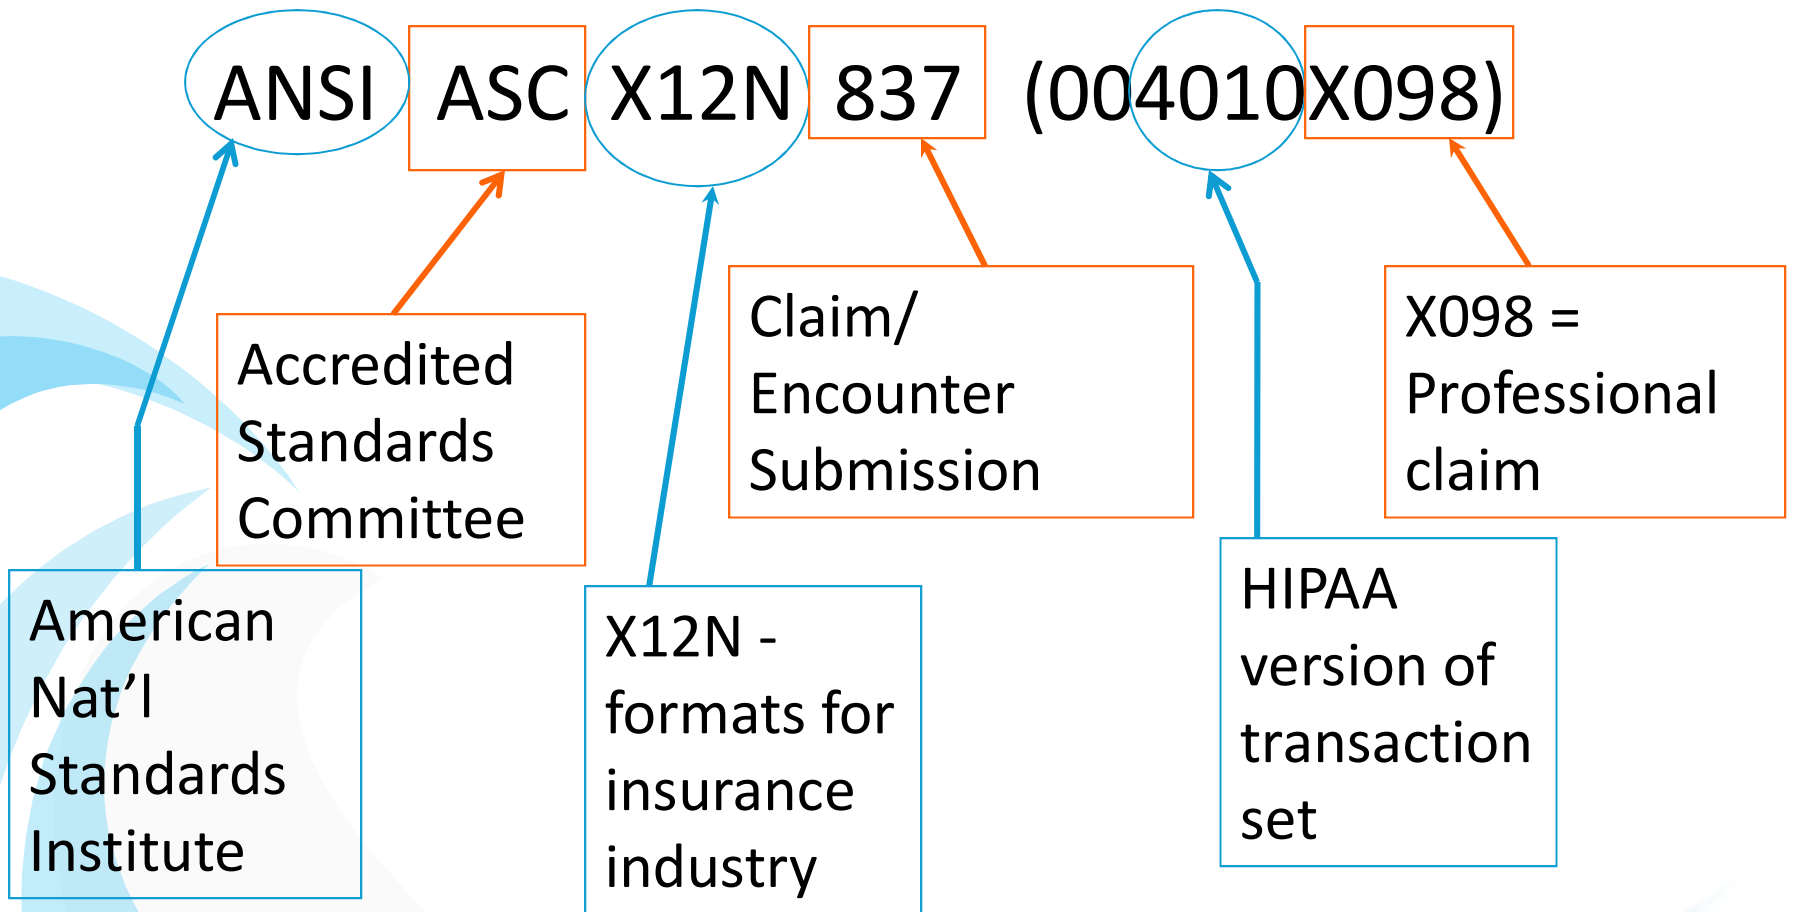 ANSI ASC X12N 837 (004010X098)
Accredited
Standards
Committee
Claim/
Encounter
Submission
X098 =
Professional
claim
American
Nat’l
Standards
Institute
X12N -
formats for
insurance
industry
HIPAA
version of
transaction
set